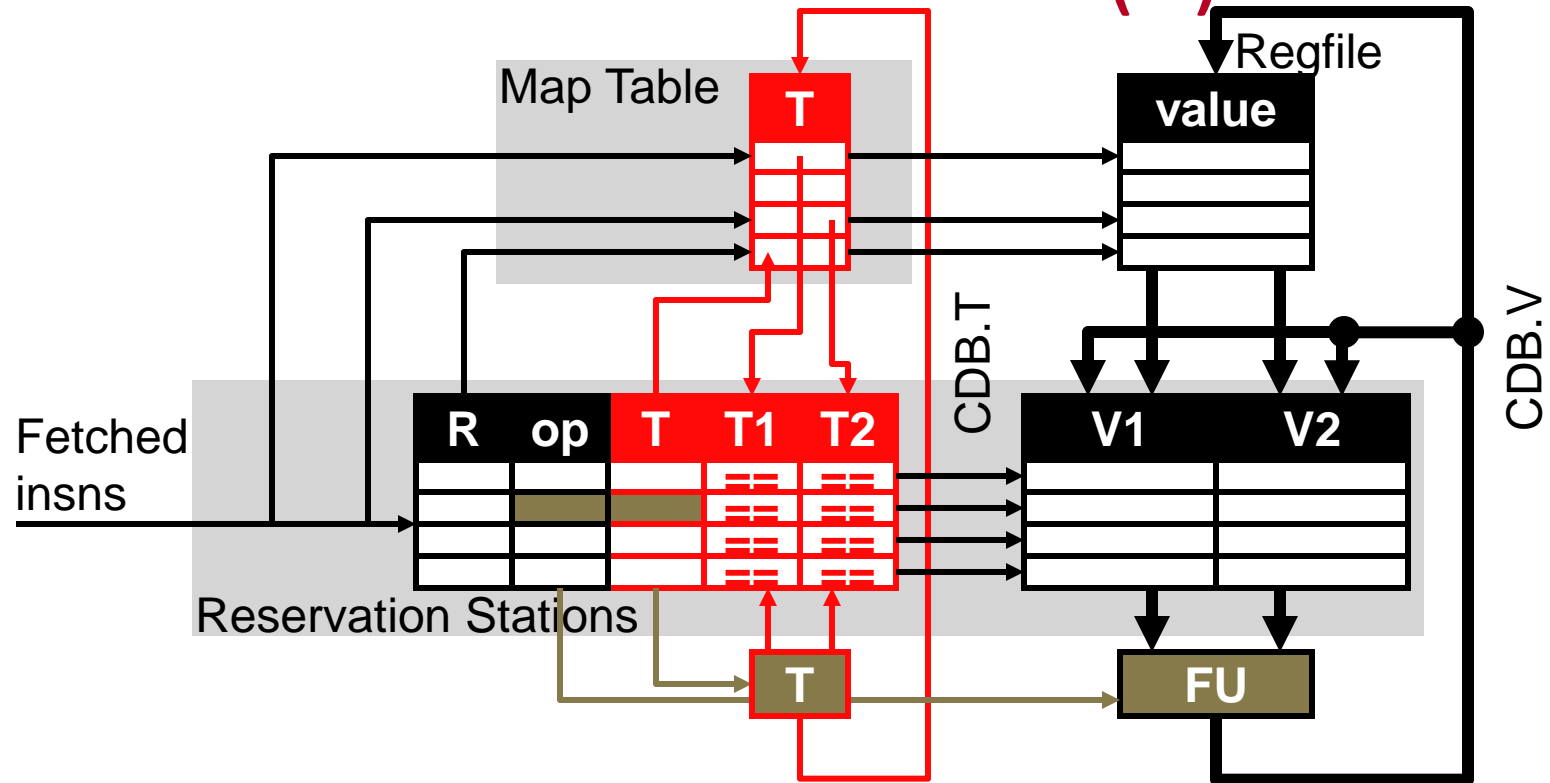 ( )
Regfile
Map Table
T
value
CDB.T
CDB.V
Fetched
insns
R op T T1 T2
V1 V2
== ==
== ==
== ==
== ==
Reservation Stations
T
FU